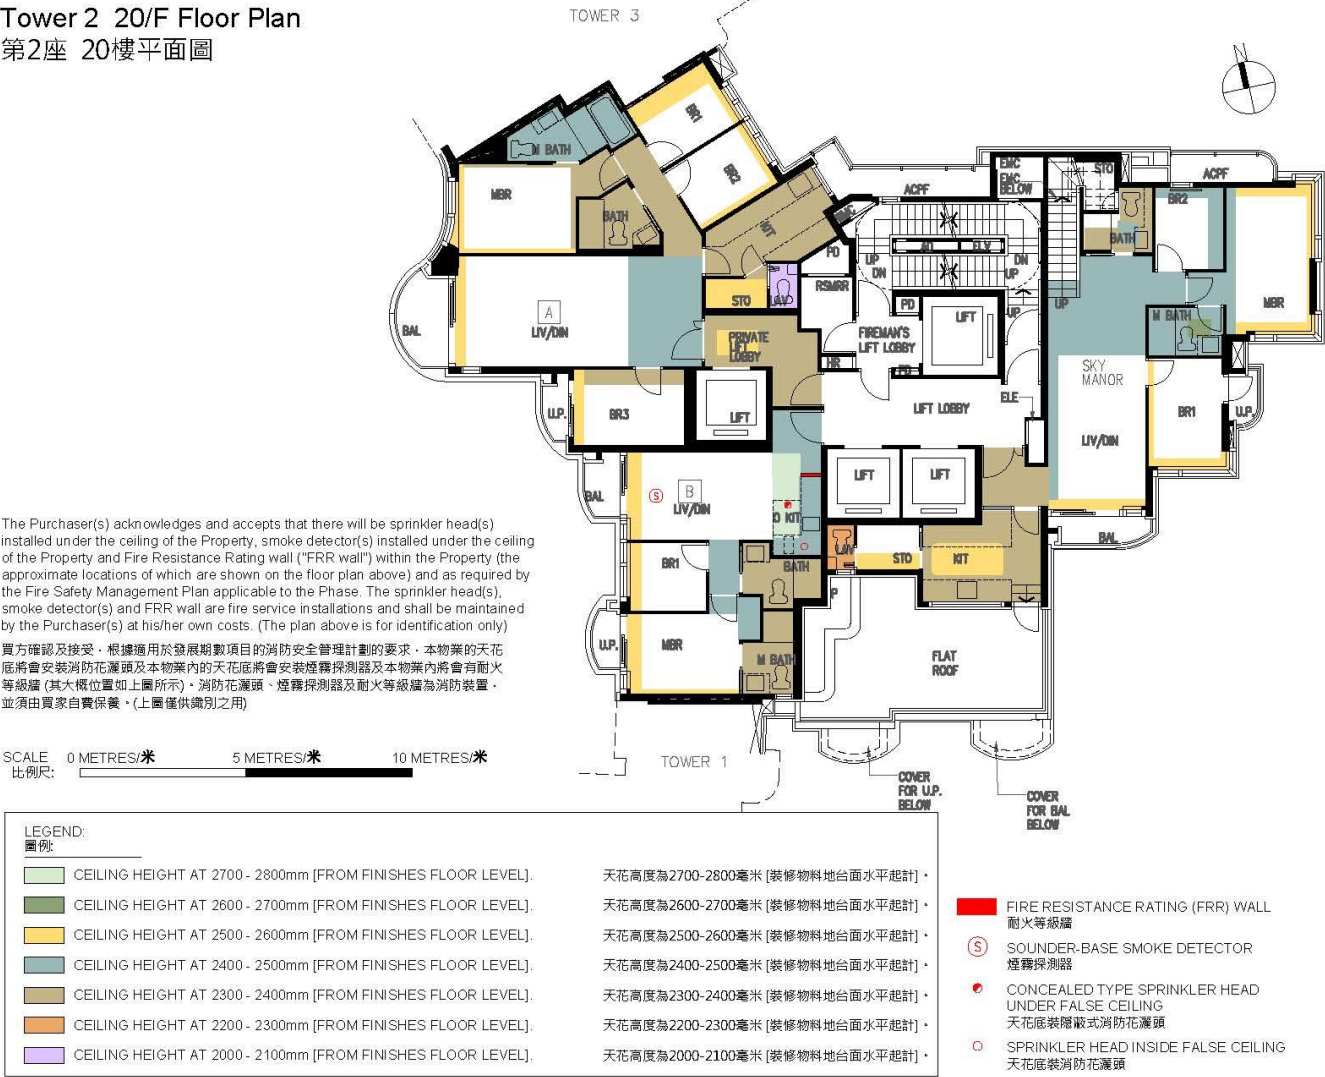 Tower 2 20/F Floor Plan
第2座 20樓平面圖
TOWER 3
N
M BATH
BR1
BR2
MBR
BATH
KIT
STO
LAV
A
LIV/DIN
BAL
PRIVATE
LIFT
LOBBY
U.P.
BR3
LIFT
ACPF
EMC
EMC
BELOW
PD
RSMRR
UP
DN
AD
ELV
DN
UP
UP
PD
FIREMAN'S
LIFT LOBBY
LIFT
HR
PD
LIFT LOBBY
ELE
LIFT
LIFT
STO
ACPF
BATH
BR2
MBR
UP
M BATH
SKY
MANOR
BR1
U.P.
LIV/DIN
BAL
BAL
B
LIV/DIN
S
O KIT
BR1
BATH
MBR
U.P.
M BATH
LAV
STO
KIT
FLAT
ROOF
TOWER 1
COVER
FOR U.P.
BELOW
COVER
FOR BAL
BELOW
The Purchaser(s) acknowledges and accepts that there will be sprinkler head(s)
installed under the ceiling of the Property, smoke detector(s) installed under the ceiling
of the Property and Fire Resistance Rating wall ("FRR wall") within the Property (the
approximate locations of which are shown on the floor plan above) and as required by
the Fire Safety Management Plan applicable to the Phase. The sprinkler head(s),
smoke detector(s) and FRR wall are fire service installations and shall be maintained
by the Purchaser(s) at his/her own costs. (The plan above is for identification only)
買方確認及接受，根據適用於發展期數項目的消防安全管理計劃的要求，本物業的天花
底將會安裝消防花灑頭及本物業內的天花底將會安裝煙霧探測器及本物業內將會有耐火
等級牆 (其大概位置如上圖所示)。消防花灑頭、煙霧探測器及耐火等級牆為消防裝置，
並須由買家自費保養。(上圖僅供識別之用)
SCALE 0 METRES/米 5 METRES/米 10 METRES/米
比例尺:
LEGEND:
圖例:
CEILING HEIGHT AT 2700 - 2800mm [FROM FINISHES FLOOR LEVEL]. 天花高度為2700-2800毫米 [裝修物料地台面水平起計]。
CEILING HEIGHT AT 2600 - 2700mm [FROM FINISHES FLOOR LEVEL]. 天花高度為2600-2700毫米 [裝修物料地台面水平起計]。
CEILING HEIGHT AT 2500 - 2600mm [FROM FINISHES FLOOR LEVEL]. 天花高度為2500-2600毫米 [裝修物料地台面水平起計]。
CEILING HEIGHT AT 2400 - 2500mm [FROM FINISHES FLOOR LEVEL]. 天花高度為2400-2500毫米 [裝修物料地台面水平起計]。
CEILING HEIGHT AT 2300 - 2400mm [FROM FINISHES FLOOR LEVEL]. 天花高度為2300-2400毫米 [裝修物料地台面水平起計]。
CEILING HEIGHT AT 2200 - 2300mm [FROM FINISHES FLOOR LEVEL]. 天花高度為2200-2300毫米 [裝修物料地台面水平起計]。
CEILING HEIGHT AT 2000 - 2100mm [FROM FINISHES FLOOR LEVEL]. 天花高度為2000-2100毫米 [裝修物料地台面水平起計]。
FIRE RESISTANCE RATING (FRR) WALL
耐火等級牆
S SOUNDER-BASE SMOKE DETECTOR
煙霧探測器
CONCEALED TYPE SPRINKLER HEAD
UNDER FALSE CEILING
天花底裝隱蔽式消防花灑頭
SPRINKLER HEAD INSIDE FALSE CEILING
天花底裝消防花灑頭